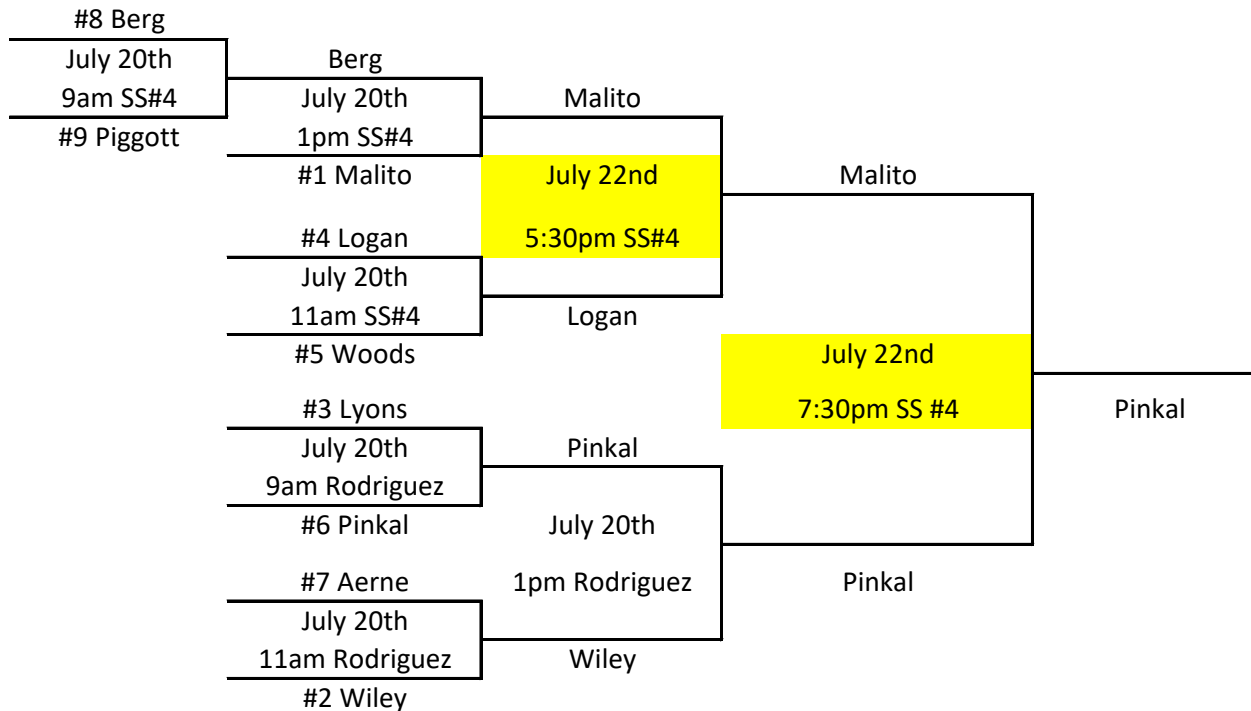 #8 Berg
July 20th
9am SS#4
#9 Piggott
Berg
July 20th
1pm SS#4
#1 Malito
#4 Logan
July 20th
11am SS#4
#5 Woods
#3 Lyons
July 20th
9am Rodriguez
#6 Pinkal
#7 Aerne
July 20th
11am Rodriguez
#2 Wiley
Malito
July 22nd
5:30pm SS#4
Logan
Pinkal
July 20th
1pm Rodriguez
Wiley
Malito
July 22nd
7:30pm SS #4
Pinkal
Pinkal